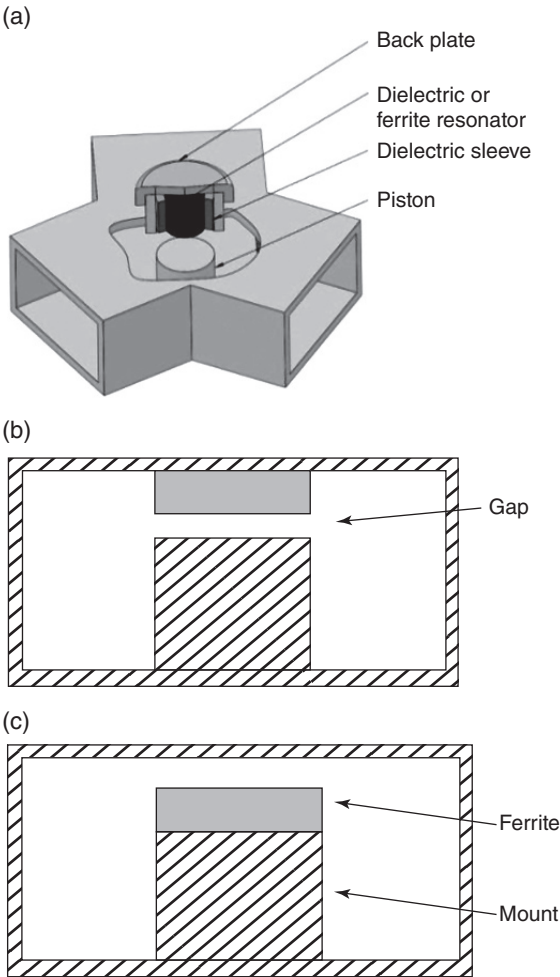 (a)
Back plate
Dielectric or
ferrite resonator
Dielectric sleeve
Piston
(b)
Gap
(c)
Ferrite
Mount